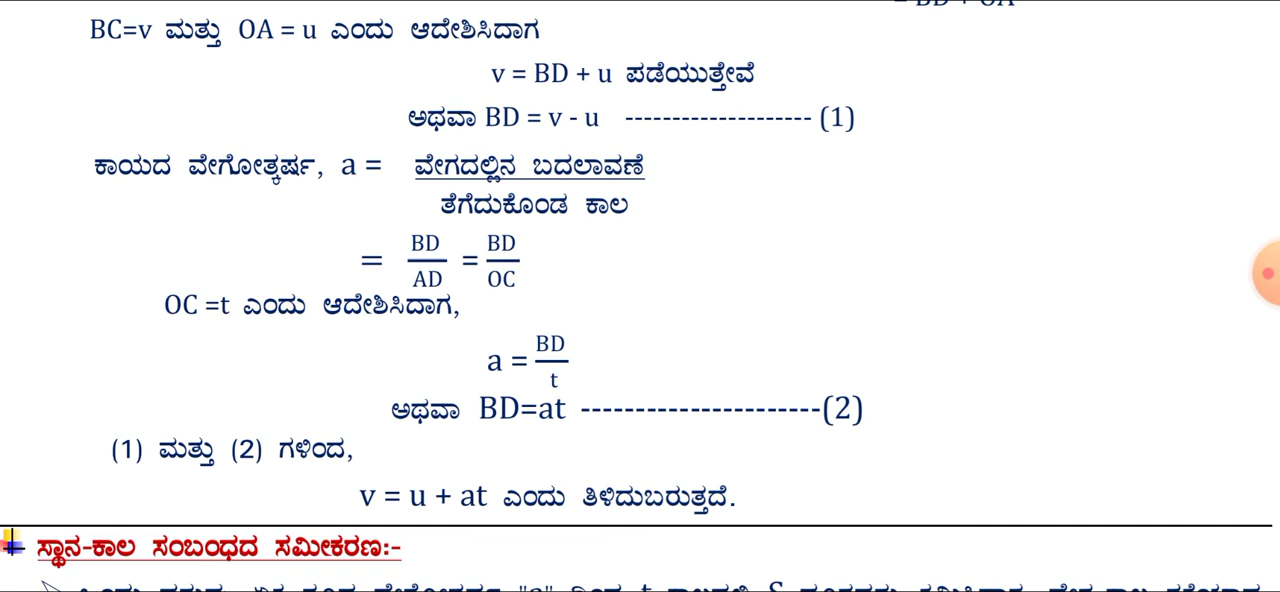 BC=v ಮತ್ತು OA = u ಎಂದು ಆದೇಶಿಸಿದಾಗ
v = BD + u ಪಡೆಯುತ್ತೇವೆ
ಅಥವಾ BD = v - u -------------------- (1)
ಕಾಯದ ವೇಗೋತ್ಕರ್ಷ, a = ವೇಗದಲ್ಲಿನ ಬದಲಾವಣೆ
ತೆಗೆದುಕೊಂಡ ಕಾಲ
= BD/AD = BD/OC
OC =t ಎಂದು ಆದೇಶಿಸಿದಾಗ,
a = BD/t
ಅಥವಾ BD=at ----------------------(2)
(1) ಮತ್ತು (2) ಗಳಿಂದ,
v = u + at ಎಂದು ತಿಳಿದುಬರುತ್ತದೆ.
ಸ್ಥಾನ-ಕಾಲ ಸಂಬಂಧದ ಸಮೀಕರಣ:-